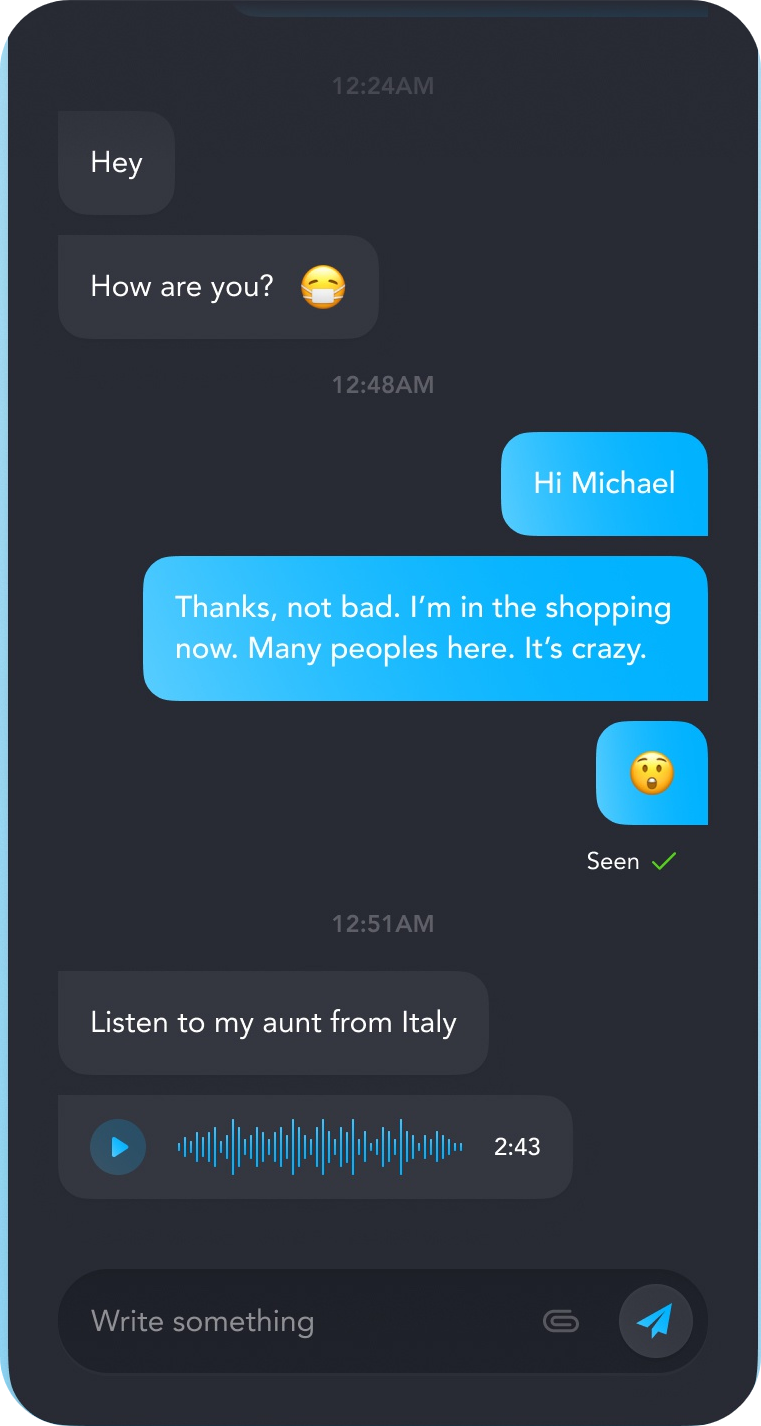 12:24AM
Hey
How are you? 😷
12:48AM
Hi Michael
Thanks, not bad. I’m in the shopping
now. Many peoples here. It’s crazy.
😲
Seen ✓
12:51AM
Listen to my aunt from Italy
2:43
Write something